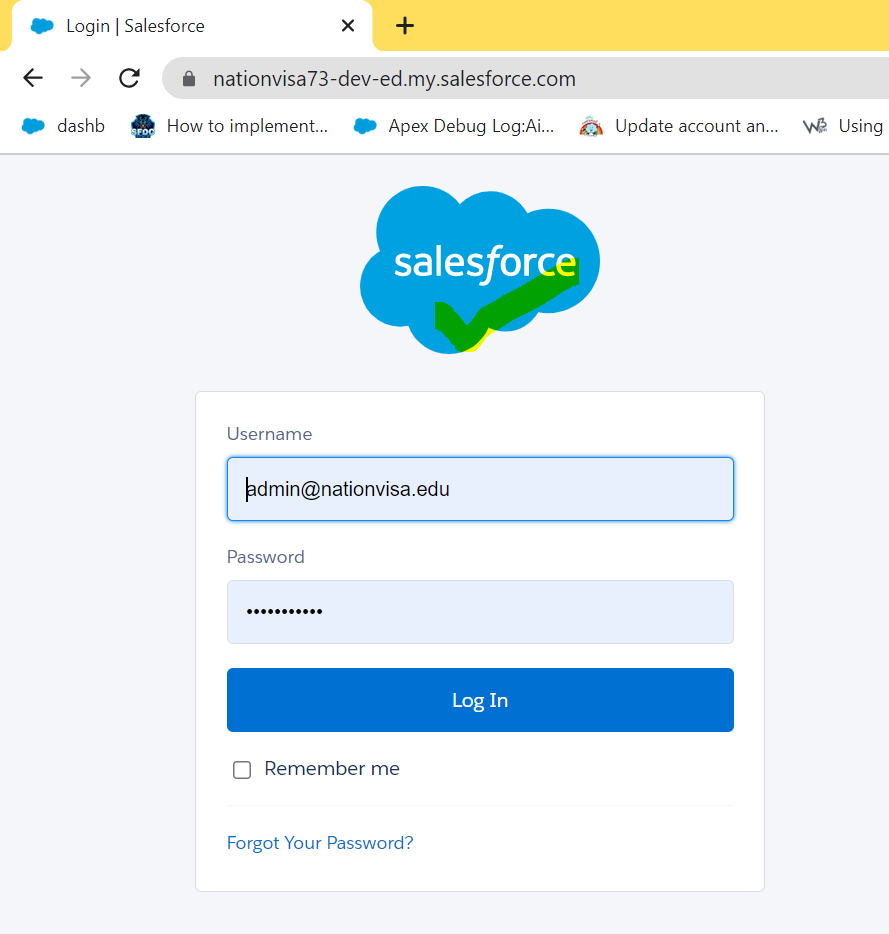 Login | Salesforce
nationvisa73-dev-ed.my.salesforce.com
dashb
SFOC
How to implement...
Apex Debug Log:Ai...
Update account an...
Using
salesforce
Username
admin@nationvisa.edu
Password
•••••••••••
Log In
Remember me
Forgot Your Password?